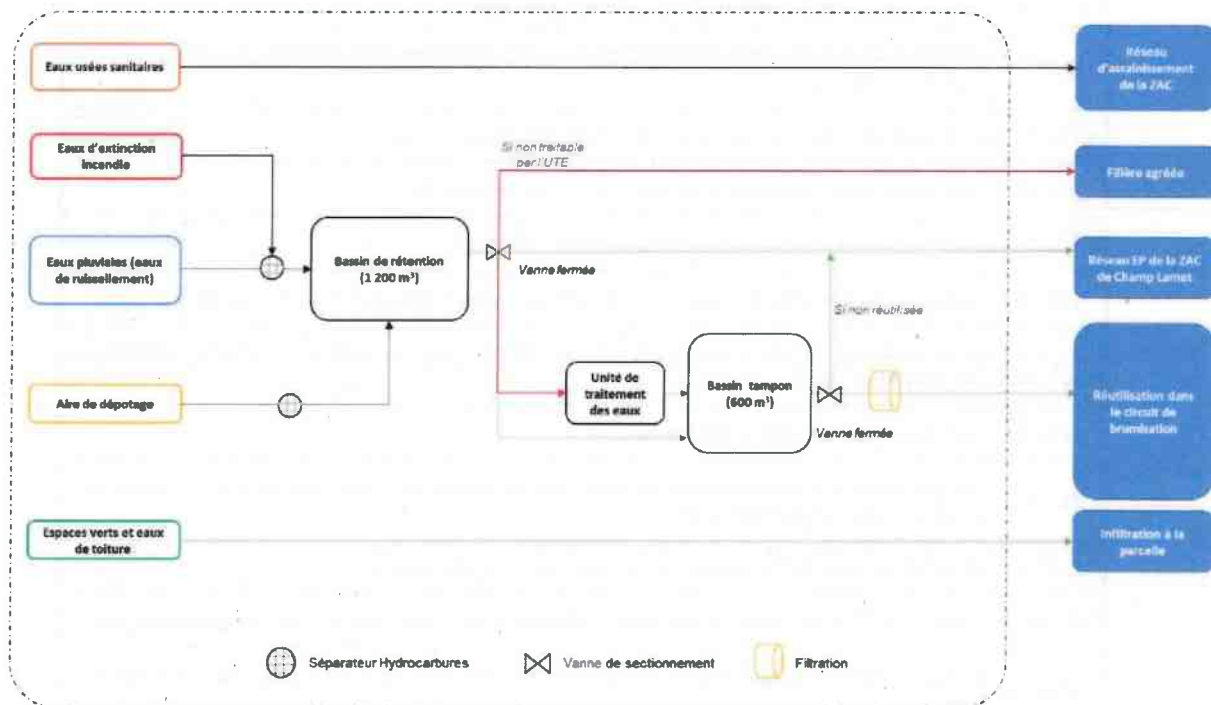 Eaux usées sanitaires
Réseau
d'assainissement
de la ZAC
Eaux d'extinction
incendie
Si non traitable
par l'UTE
Filière agréée
Eaux pluviales (eaux
de ruissellement)
Bassin de rétention
(1 200 m³)
Vanne fermée
Réseau EP de la ZAC
de Champ Lamet
Si non réutilisée
Aire de dépotage
Unité de
traitement
des eaux
Bassin tampon
(600 m³)
Vanne fermée
Réutilisation dans
le circuit de
brumisation
Espaces verts et eaux
de toiture
Infiltration à la
parcelle
Séparateur Hydrocarbures
Vanne de sectionnement
Filtration